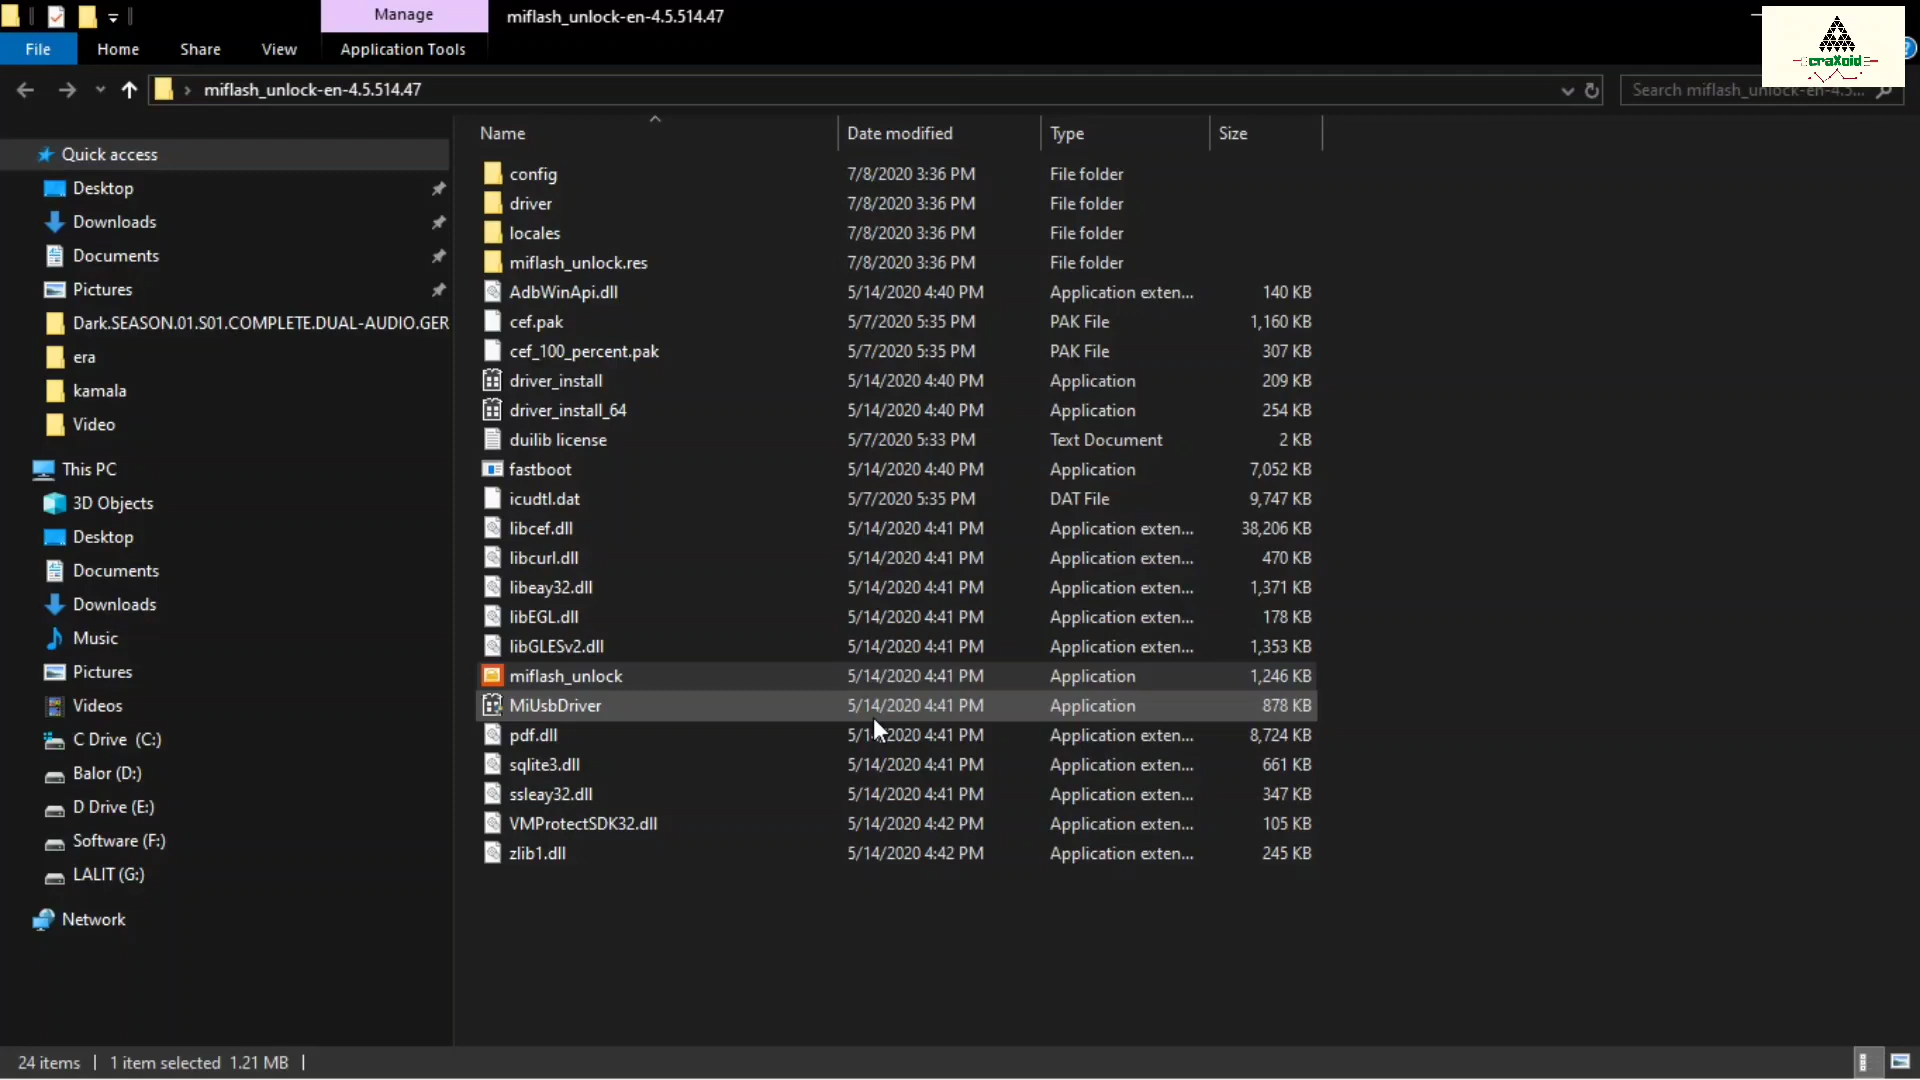 Manage
miflash_unlock-en-4.5.514.47
File
Home
Share
View
Application Tools
miflash_unlock-en-4.5.514.47
Search miflash_unlock-en-4.5...
craXoid
Quick access
Desktop
Downloads
Documents
Pictures
Dark.SEASON.01.S01.COMPLETE.DUAL-AUDIO.GER
era
kamala
Video
This PC
3D Objects
Desktop
Documents
Downloads
Music
Pictures
Videos
C Drive (C:)
Balor (D:)
D Drive (E:)
Software (F:)
LALIT (G:)
Network
Name Date modified Type Size
config 7/8/2020 3:36 PM File folder
driver 7/8/2020 3:36 PM File folder
locales 7/8/2020 3:36 PM File folder
miflash_unlock.res 7/8/2020 3:36 PM File folder
AdbWinApi.dll 5/14/2020 4:40 PM Application exten... 140 KB
cef.pak 5/7/2020 5:35 PM PAK File 1,160 KB
cef_100_percent.pak 5/7/2020 5:35 PM PAK File 307 KB
driver_install 5/14/2020 4:40 PM Application 209 KB
driver_install_64 5/14/2020 4:40 PM Application 254 KB
duilib license 5/7/2020 5:33 PM Text Document 2 KB
fastboot 5/14/2020 4:40 PM Application 7,052 KB
icudtl.dat 5/7/2020 5:35 PM DAT File 9,747 KB
libcef.dll 5/14/2020 4:41 PM Application exten... 38,206 KB
libcurl.dll 5/14/2020 4:41 PM Application exten... 470 KB
libeay32.dll 5/14/2020 4:41 PM Application exten... 1,371 KB
libEGL.dll 5/14/2020 4:41 PM Application exten... 178 KB
libGLESv2.dll 5/14/2020 4:41 PM Application exten... 1,353 KB
miflash_unlock 5/14/2020 4:41 PM Application 1,246 KB
MiUsbDriver 5/14/2020 4:41 PM Application 878 KB
pdf.dll 5/14/2020 4:41 PM Application exten... 8,724 KB
sqlite3.dll 5/14/2020 4:41 PM Application exten... 661 KB
ssleay32.dll 5/14/2020 4:41 PM Application exten... 347 KB
VMProtectSDK32.dll 5/14/2020 4:42 PM Application exten... 105 KB
zlib1.dll 5/14/2020 4:42 PM Application exten... 245 KB
24 items 1 item selected 1.21 MB